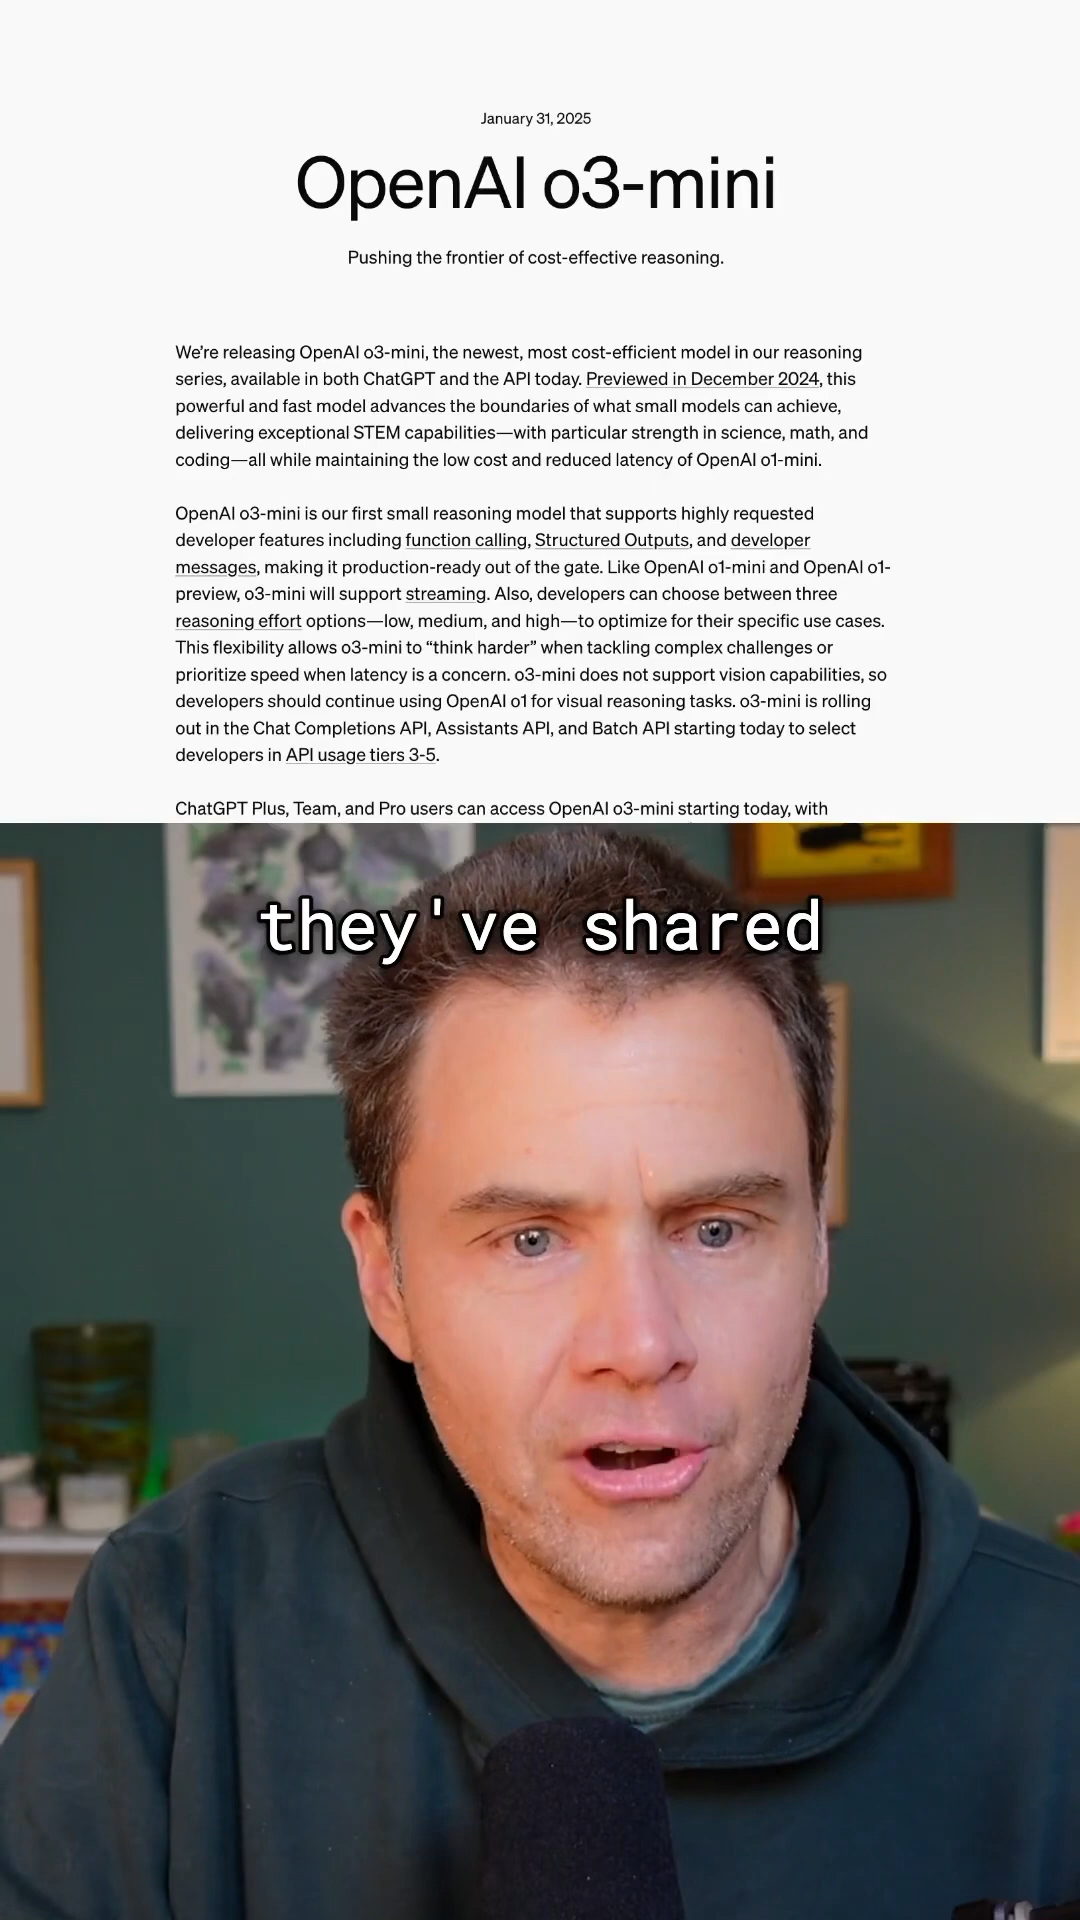 January 31, 2025
OpenAI o3-mini
Pushing the frontier of cost-effective reasoning.
We’re releasing OpenAI o3-mini, the newest, most cost-efficient model in our reasoning
series, available in both ChatGPT and the API today. Previewed in December 2024, this
powerful and fast model advances the boundaries of what small models can achieve,
delivering exceptional STEM capabilities—with particular strength in science, math, and
coding—all while maintaining the low cost and reduced latency of OpenAI o1-mini.
OpenAI o3-mini is our first small reasoning model that supports highly requested
developer features including function calling, Structured Outputs, and developer
messages, making it production-ready out of the gate. Like OpenAI o1-mini and OpenAI o1-
preview, o3-mini will support streaming. Also, developers can choose between three
reasoning effort options—low, medium, and high—to optimize for their specific use cases.
This flexibility allows o3-mini to “think harder” when tackling complex challenges or
prioritize speed when latency is a concern. o3-mini does not support vision capabilities, so
developers should continue using OpenAI o1 for visual reasoning tasks. o3-mini is rolling
out in the Chat Completions API, Assistants API, and Batch API starting today to select
developers in API usage tiers 3-5.
ChatGPT Plus, Team, and Pro users can access OpenAI o3-mini starting today, with
they've shared